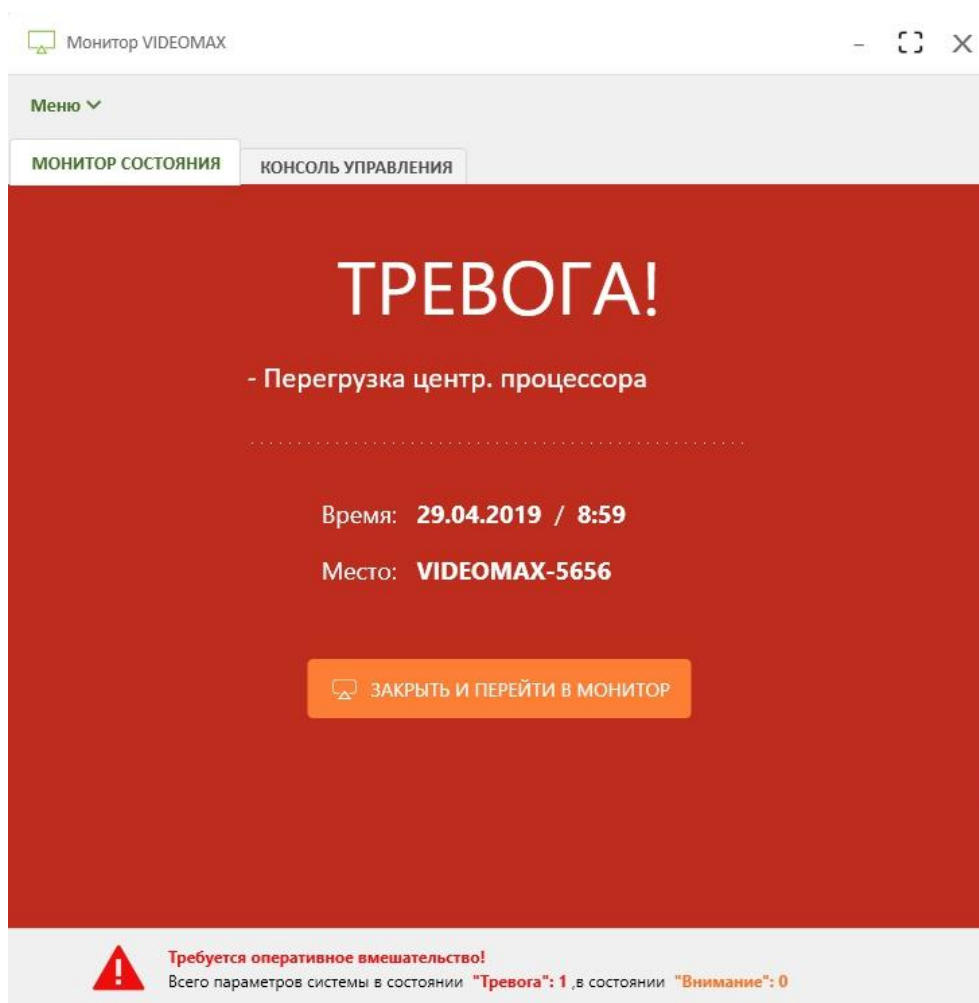 Монитор VIDEOMAX
Меню
МОНИТОР СОСТОЯНИЯ
КОНСОЛЬ УПРАВЛЕНИЯ
ТРЕВОГА!
- Перегрузка центр. процессора
Время: 29.04.2019 / 8:59
Место: VIDEOMAX-5656
ЗАКРЫТЬ И ПЕРЕЙТИ В МОНИТОР
Требуется оперативное вмешательство!
Всего параметров системы в состоянии "Тревога": 1 ,в состоянии "Внимание": 0